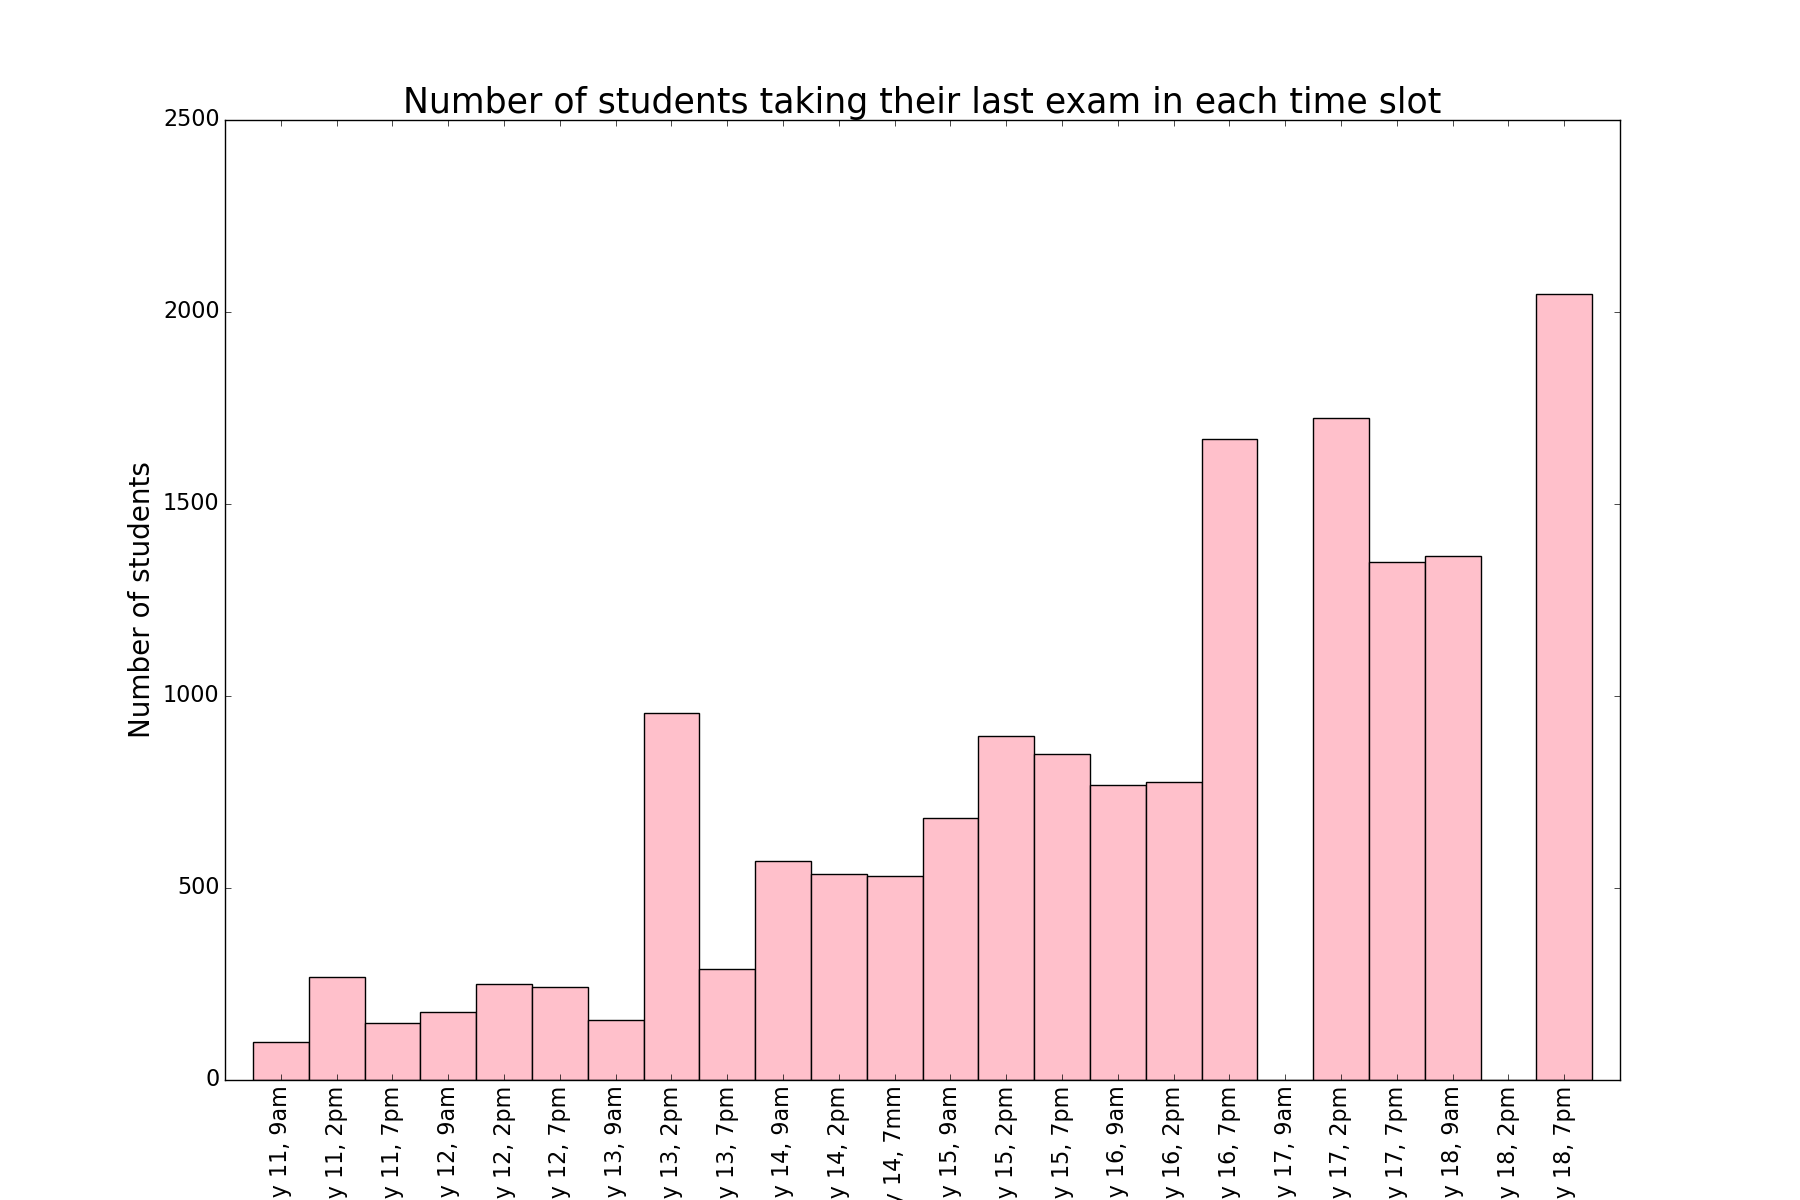 Number of students taking their last exam in each time slot
Number of students
2500
2000
1500
1000
500
0
y 11, 9am
y 11, 2pm
y 11, 7pm
y 12, 9am
y 12, 2pm
y 12, 7pm
y 13, 9am
y 13, 2pm
y 13, 7pm
y 14, 9am
y 14, 2pm
y 14, 7mm
y 15, 9am
y 15, 2pm
y 15, 7pm
y 16, 9am
y 16, 2pm
y 16, 7pm
y 17, 9am
y 17, 2pm
y 17, 7pm
y 18, 9am
y 18, 2pm
y 18, 7pm